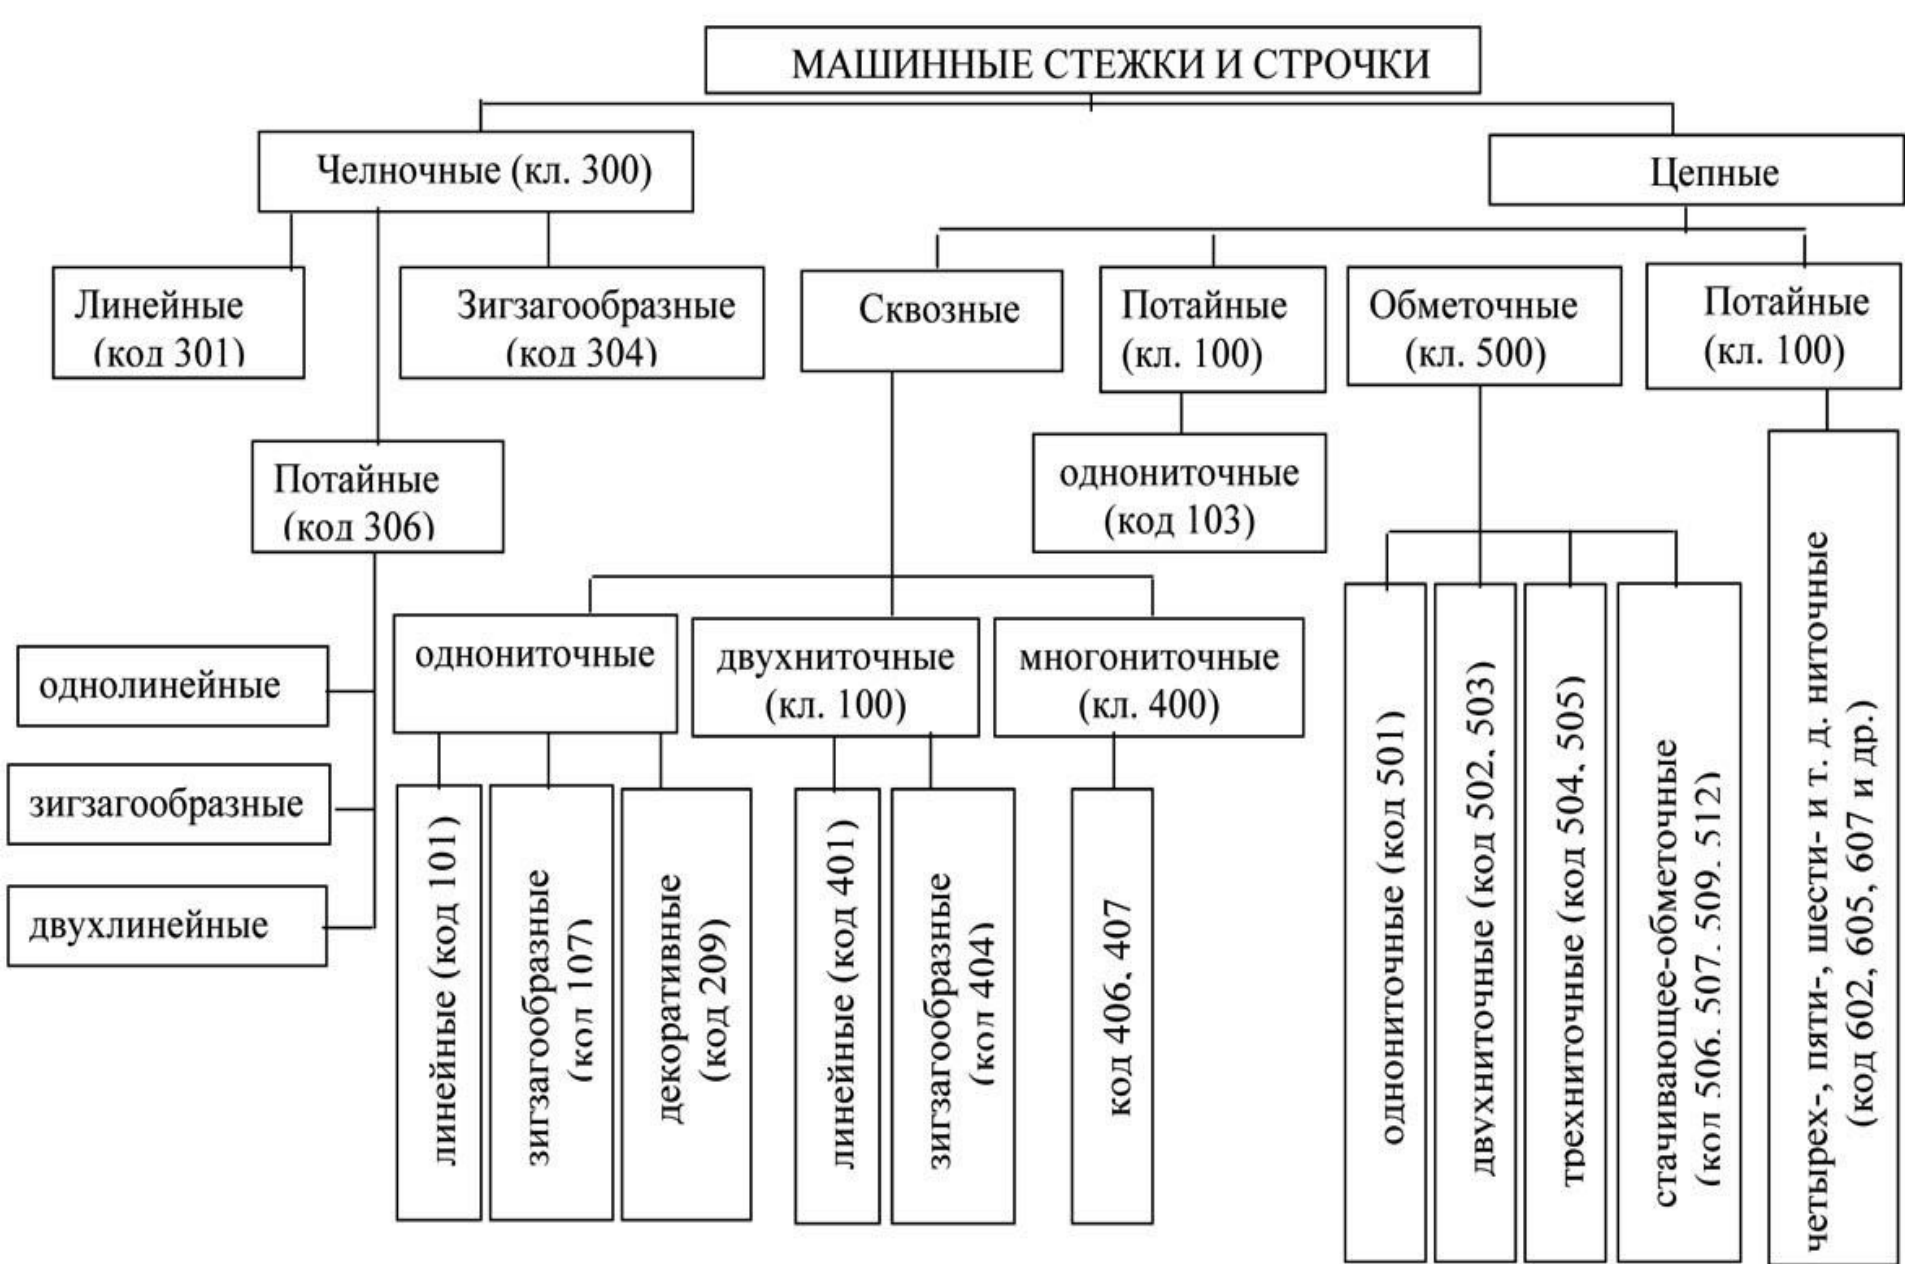 МАШИННЫЕ СТЕЖКИ И СТРОЧКИ
Челночные (кл. 300)
Цепные
Линейные
(код 301)
Зигзагообразные
(код 304)
Сквозные
Потайные
(кл. 100)
Обметочные
(кл. 500)
Потайные
(кл. 100)
Потайные
(код 306)
однониточные
(код 103)
однолинейные
зигзагообразные
двухлинейные
однониточные
двухниточные
(кл. 100)
многониточные
(кл. 400)
линейные (код 101)
зигзагообразные
(код 107)
декоративные
(код 209)
линейные (код 401)
зигзагообразные
(код 404)
код 406, 407
однониточные (код 501)
двухниточные (код 502, 503)
трехниточные (код 504, 505)
стачивающее-обметочные
(код 506, 507, 509, 512)
четырех-, пяти-, шести- и т. д. ниточные
(код 602, 605, 607 и др.)